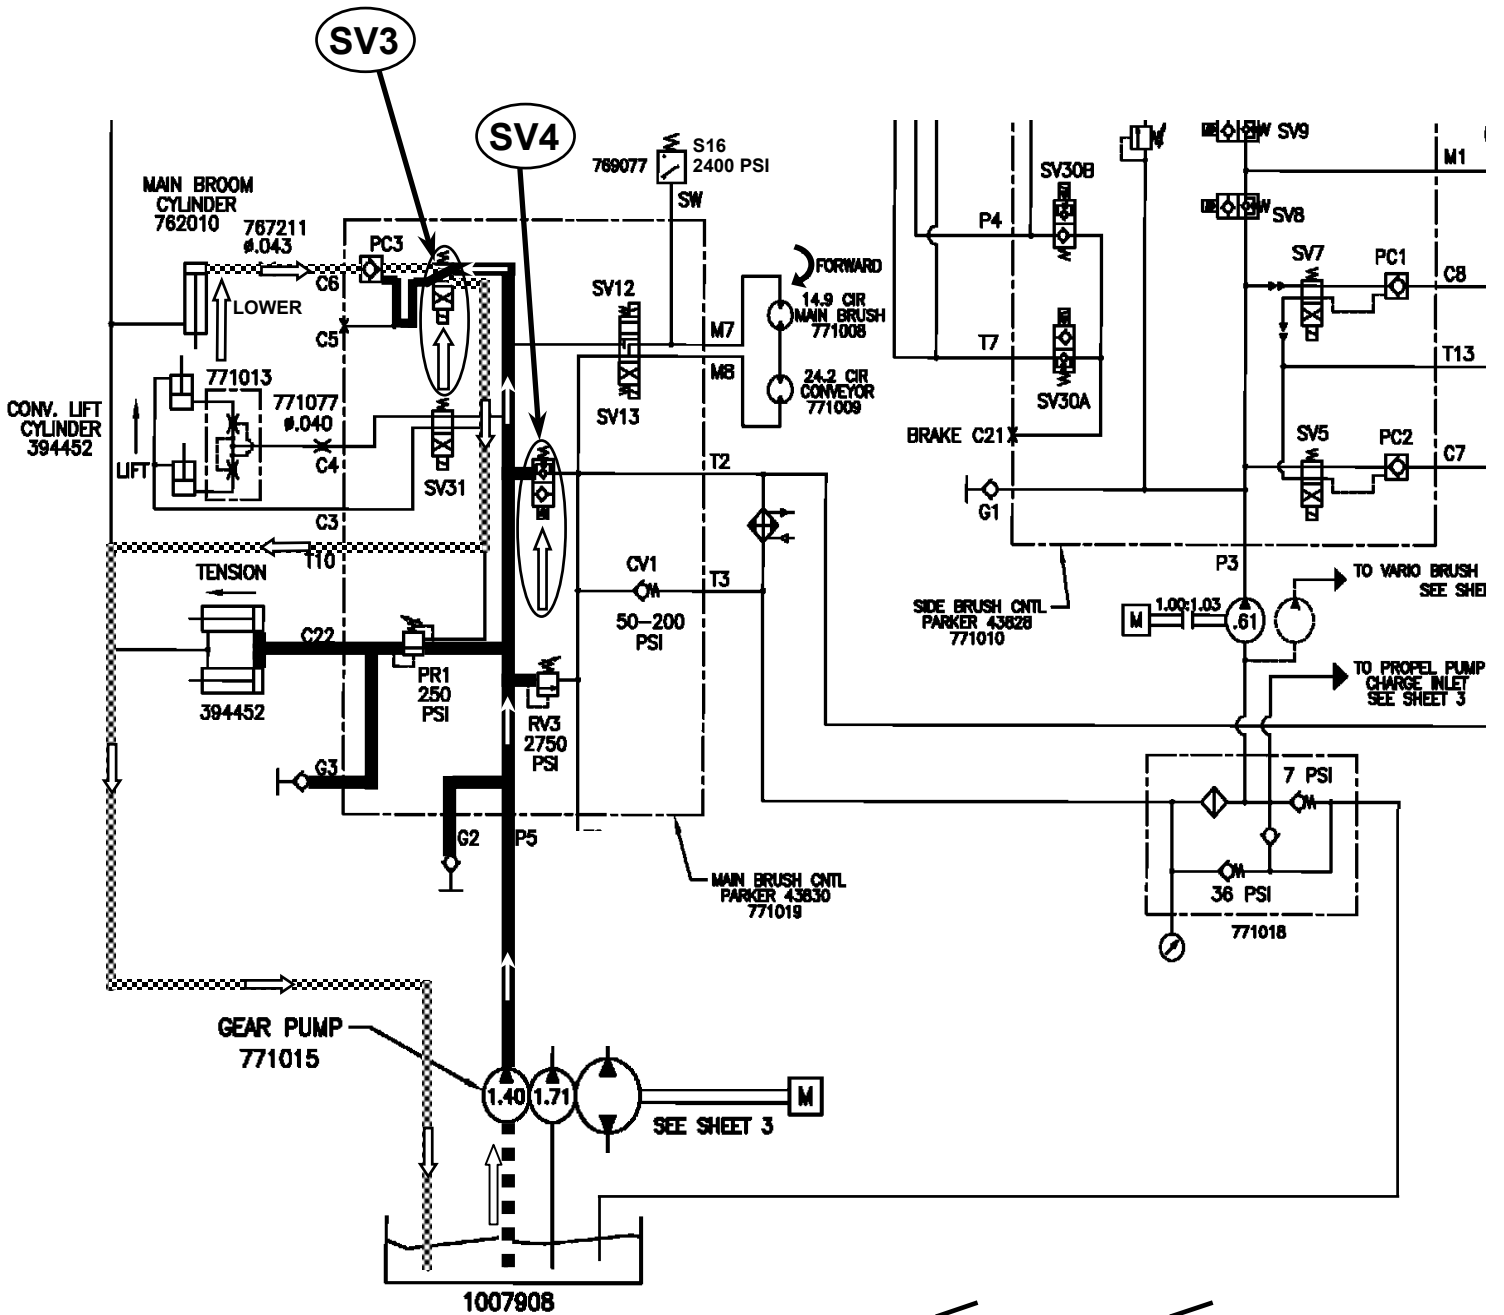 SV3
SV4
S16
769077
2400 PSI
SW
MAIN BROOM
CYLINDER
762010
767211
ø.043
PC3
C6
LOWER
C5
SV12
M7
M8
SV13
FORWARD
14.9 CIR
MAIN BRUSH
771008
24.2 CIR
CONVEYOR
771009
771013
771077
ø.040
CONV. LIFT
CYLINDER
394452
LIFT
C4
SV31
C3
T10
T2
TENSION
CV1
T3
50-200
PSI
C22
PR1
250
PSI
394452
RV3
2750
PSI
G3
G2
P5
MAIN BRUSH CNTL
PARKER 43830
771019
SV9
M1
SV30B
P4
SV8
SV7
PC1
C8
T7
T13
SV30A
BRAKE C21
SV5
PC2
C7
G1
P3
TO VARIO BRUSH
SEE SHE
SIDE BRUSH CNTL
PARKER 43828
771010
M
1.00:1.03
.61
TO PROPEL PUMP
CHARGE INLET
SEE SHEET 3
7 PSI
36 PSI
771018
GEAR PUMP
771015
1.40
1.71
M
SEE SHEET 3
1007908